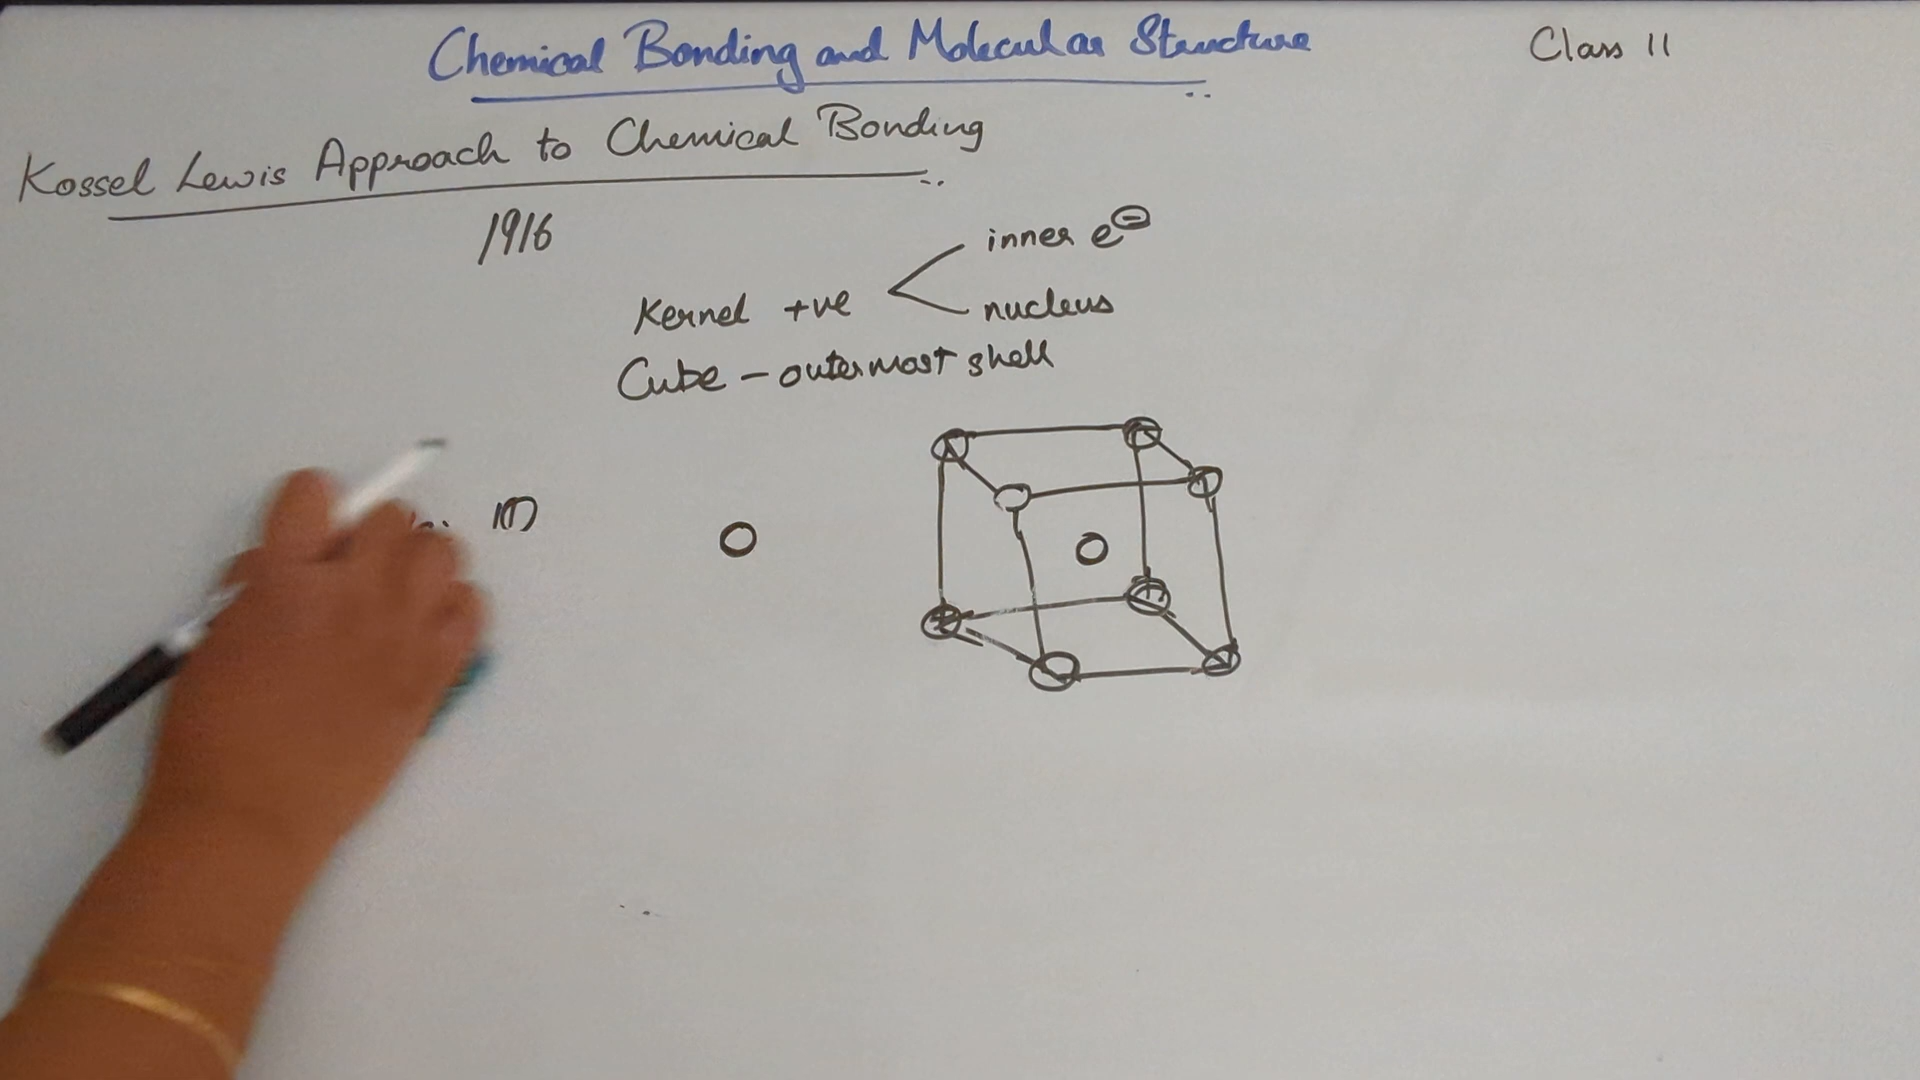 Chemical Bonding and Molecular Structure
Class 11
Kossel Lewis Approach to Chemical Bonding
1916
inner e⊖
Kernel +ve
nucleus
Cube - outermost shell